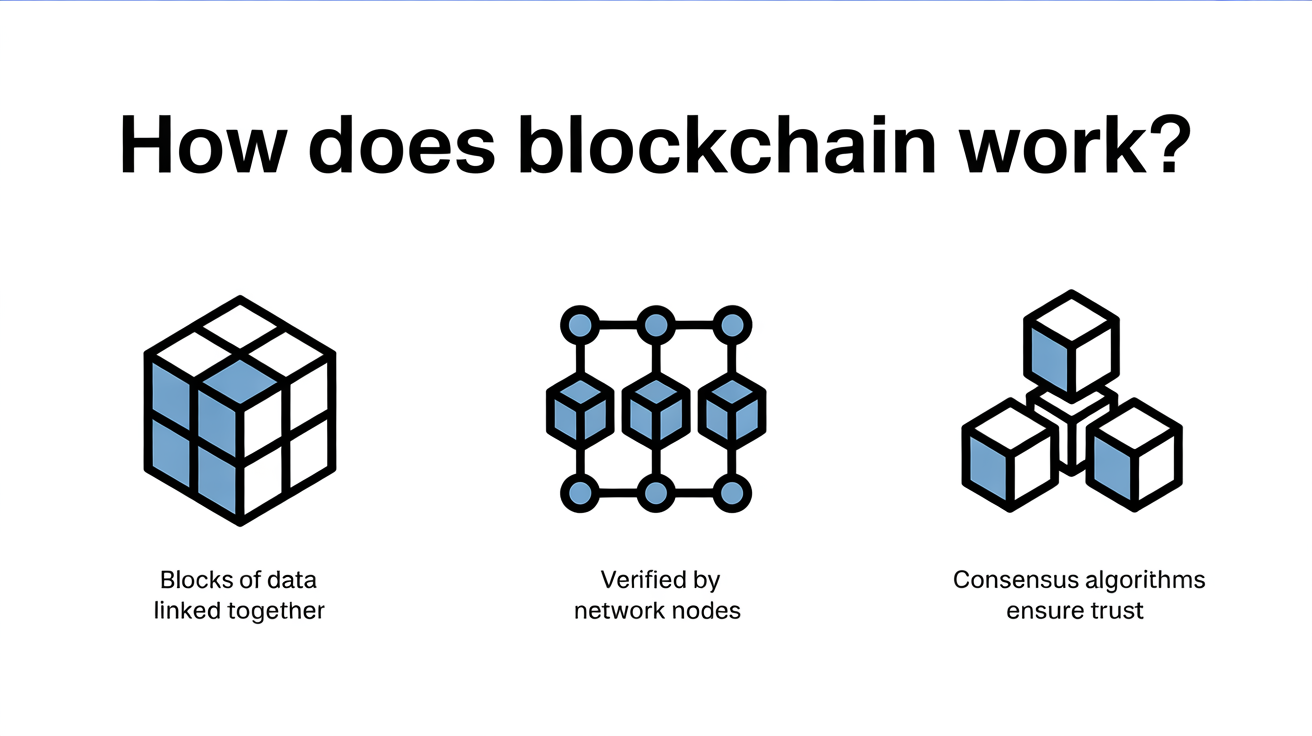 How does blockchain work?
Blocks of data
linked together
Verified by
network nodes
Consensus algorithms
ensure trust